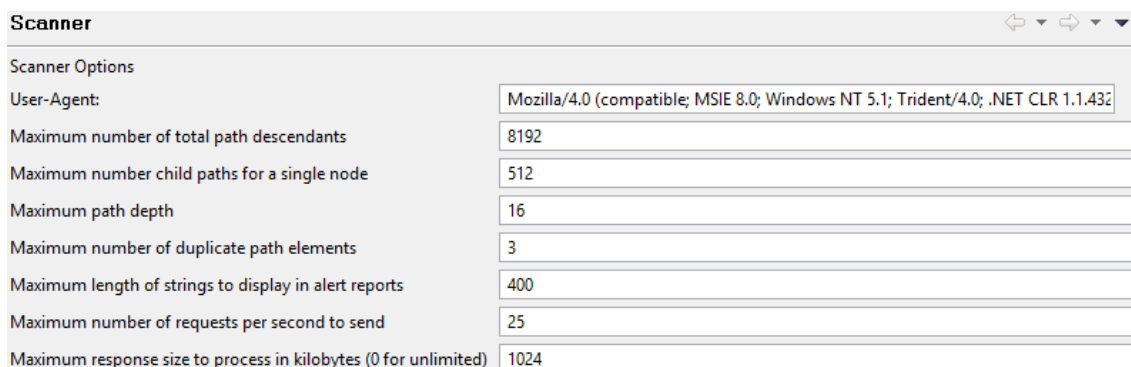 Scanner
Scanner Options
User-Agent: Mozilla/4.0 (compatible; MSIE 8.0; Windows NT 5.1; Trident/4.0; .NET CLR 1.1.432
Maximum number of total path descendants 8192
Maximum number child paths for a single node 512
Maximum path depth 16
Maximum number of duplicate path elements 3
Maximum length of strings to display in alert reports 400
Maximum number of requests per second to send 25
Maximum response size to process in kilobytes (0 for unlimited) 1024